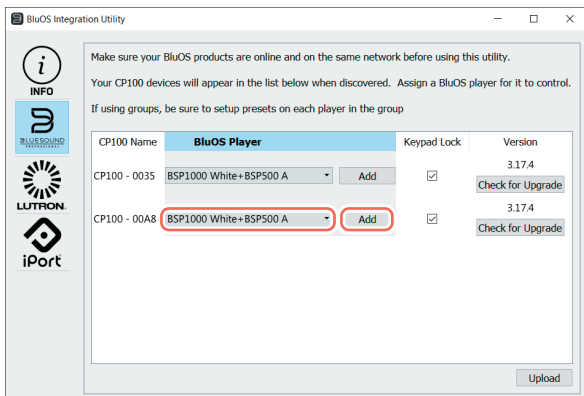 BluOS Integration Utility
INFO
BLUESOUND
PROFESSIONAL
LUTRON.
iPort
Make sure your BluOS products are online and on the same network before using this utility.
Your CP100 devices will appear in the list below when discovered. Assign a BluOS player for it to control.
If using groups, be sure to setup presets on each player in the group
CP100 Name BluOS Player Keypad Lock Version
CP100 - 0035 BSP1000 White+BSP500 A Add 3.17.4
Check for Upgrade
CP100 - 00A8 BSP1000 White+BSP500 A Add 3.17.4
Check for Upgrade
Upload